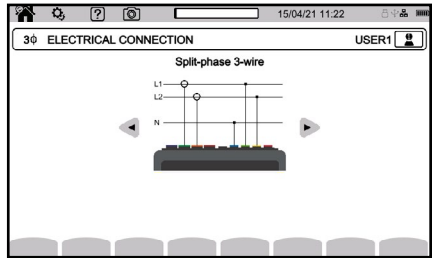 15/04/21 11:22
3ϕ ELECTRICAL CONNECTION USER1
Split-phase 3-wire
L1
L2
N